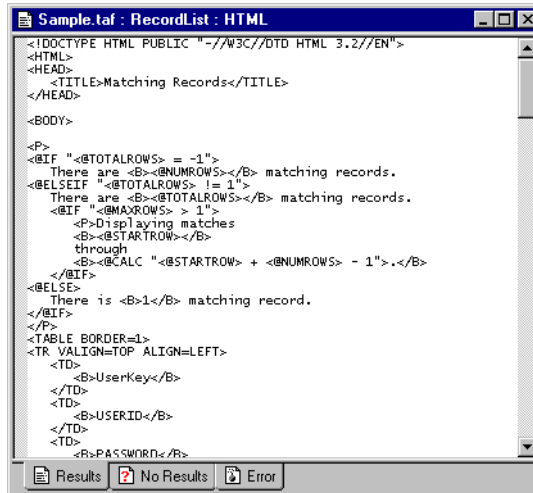 Sample.taf : RecordList : HTML
<!DOCTYPE HTML PUBLIC "-//W3C//DTD HTML 3.2//EN">
<HTML>
<HEAD>
<TITLE>Matching Records</TITLE>
</HEAD>
<BODY>
<P>
<@IF "<@TOTALROWS> = -1">
There are <B><@NUMROWS></B> matching records.
<@ELSEIF "<@TOTALROWS> != 1">
There are <B><@TOTALROWS></B> matching records.
<@IF "<@MAXROWS> > 1">
<P>Displaying matches
<B><@STARTROW></B>
through
<B><@CALC "<@STARTROW> + <@NUMROWS> - 1">.</B>
</@IF>
<@ELSE>
There is <B>1</B> matching record.
</@IF>
</P>
<TABLE BORDER=1>
<TR VALIGN=TOP ALIGN=LEFT>
<TD>
<B>UserKey</B>
</TD>
<TD>
<B>USERID</B>
</TD>
<TD>
<B>PASSWORD</B>
Results No Results Error